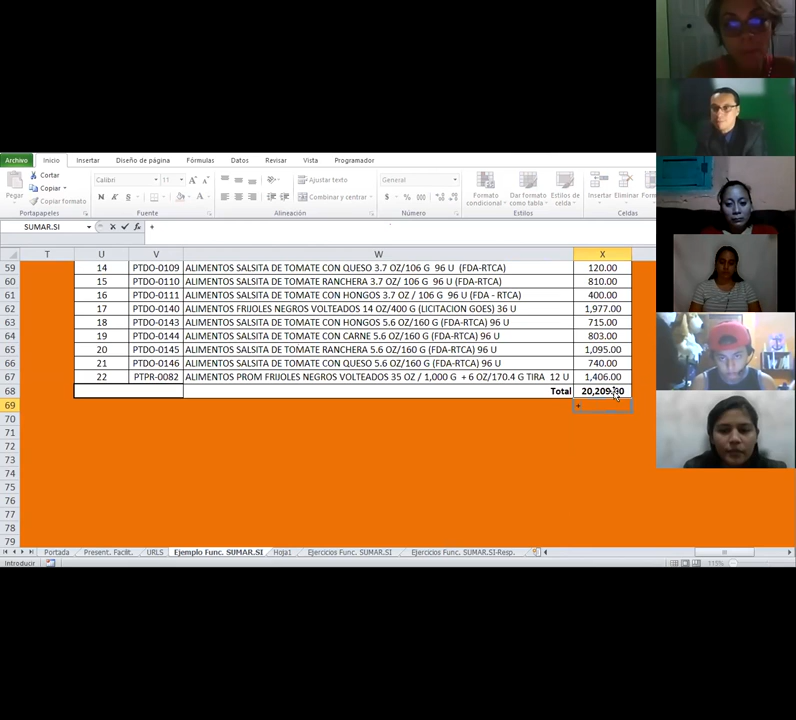 Archivo Inicio Insertar Diseño de página Fórmulas Datos Revisar Vista Programador
Cortar
Copiar
Copiar formato
Pegar
Calibri 11
Ajustar texto
Combinar y centrar
General
Formato condicional
Dar formato como tabla
Estilos de celda
Insertar Eliminar
Portapapeles Fuente Alineación Número Estilos Celdas
SUMAR.SI +
T U V W X
59 14 PTDO-0109 ALIMENTOS SALSITA DE TOMATE CON QUESO 3.7 OZ/106 G 96 U (FDA-RTCA) 120.00
60 15 PTDO-0110 ALIMENTOS SALSITA DE TOMATE RANCHERA 3.7 OZ/ 106 G 96 U (FDA-RTCA) 810.00
61 16 PTDO-0111 ALIMENTOS SALSITA DE TOMATE CON HONGOS 3.7 / 106 G 96 U (FDA - RTCA) 400.00
62 17 PTDO-0140 ALIMENTOS FRIJOLES NEGROS VOLTEADOS 14 OZ/400 G (LICITACION GOES) 36 U 1,977.00
63 18 PTDO-0143 ALIMENTOS SALSITA DE TOMATE CON HONGOS 5.6 OZ/160 G (FDA-RTCA) 96 U 715.00
64 19 PTDO-0144 ALIMENTOS SALSITA DE TOMATE CON CARNE 5.6 OZ/160 G (FDA-RTCA) 96 U 803.00
65 20 PTDO-0145 ALIMENTOS SALSITA DE TOMATE RANCHERA 5.6 OZ/160 G (FDA-RTCA) 96 U 1,095.00
66 21 PTDO-0146 ALIMENTOS SALSITA DE TOMATE CON QUESO 5.6 OZ/160 G (FDA-RTCA) 96 U 740.00
67 22 PTPR-0082 ALIMENTOS PROM FRIJOLES NEGROS VOLTEADOS 35 OZ / 1,000 G + 6 OZ/170.4 G TIRA 12 U 1,406.00
68 Total
69 +
70
71
72
73
74
75
76
77
78
79
Portada Present. Facilit. URLS Ejemplo Func. SUMAR.SI Hoja1 Ejercicios Func. SUMAR.SI Ejercicios Func. SUMAR.SI-Resp.
Introducir 115%